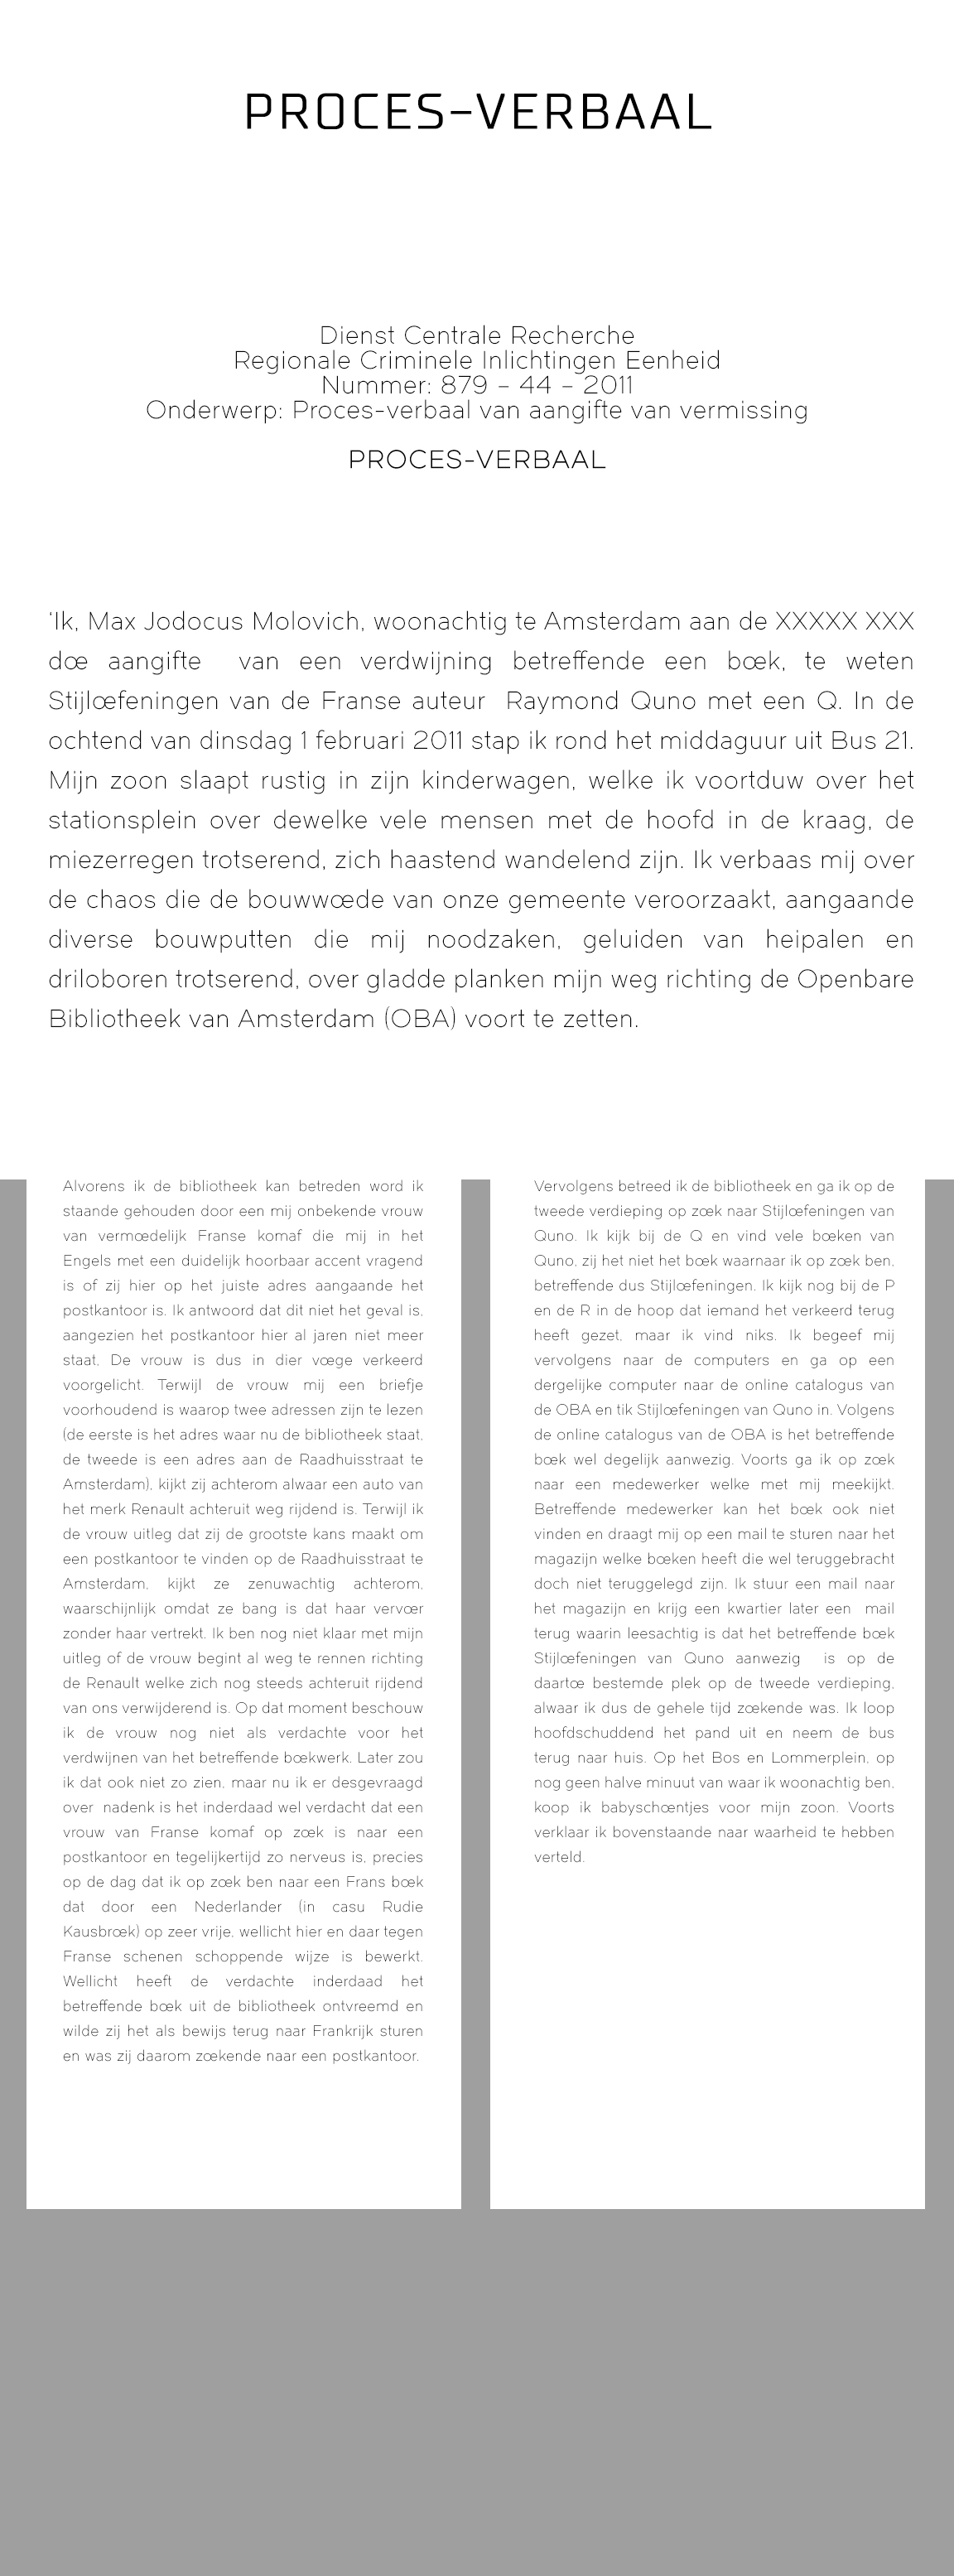 PROCES-VERBAAL
Dienst Centrale Recherche
Regionale Criminele Inlichtingen Eenheid
Nummer: 879 – 44 – 2011
Onderwerp: Proces-verbaal van aangifte van vermissing
PROCES-VERBAAL
'Ik, Max Jodocus Molovich, woonachtig te Amsterdam aan de XXXXX XXX
dœ aangifte van een verdwijning betreffende een bœk, te weten
Stijlœfeningen van de Franse auteur Raymond Quno met een Q. In de
ochtend van dinsdag 1 februari 2011 stap ik rond het middaguur uit Bus 21.
Mijn zoon slaapt rustig in zijn kinderwagen, welke ik voortduw over het
stationsplein over dewelke vele mensen met de hoofd in de kraag, de
miezerregen trotserend, zich haastend wandelend zijn. Ik verbaas mij over
de chaos die de bouwwœde van onze gemeente veroorzaakt, aangaande
diverse bouwputten die mij noodzaken, geluiden van heipalen en
driloboren trotserend, over gladde planken mijn weg richting de Openbare
Bibliotheek van Amsterdam (OBA) voort te zetten.
Alvorens ik de bibliotheek kan betreden word ik
staande gehouden door een mij onbekende vrouw
van vermœdelijk Franse komaf die mij in het
Engels met een duidelijk hoorbaar accent vragend
is of zij hier op het juiste adres aangaande het
postkantoor is. Ik antwoord dat dit niet het geval is,
aangezien het postkantoor hier al jaren niet meer
staat, De vrouw is dus in dier vœge verkeerd
voorgelicht. Terwijl de vrouw mij een briefje
voorhoudend is waarop twee adressen zijn te lezen
(de eerste is het adres waar nu de bibliotheek staat,
de tweede is een adres aan de Raadhuisstraat te
Amsterdam), kijkt zij achterom alwaar een auto van
het merk Renault achteruit weg rijdend is. Terwijl ik
de vrouw uitleg dat zij de grootste kans maakt om
een postkantoor te vinden op de Raadhuisstraat te
Amsterdam, kijkt ze zenuwachtig achterom,
waarschijnlijk omdat ze bang is dat haar vervœr
zonder haar vertrekt. Ik ben nog niet klaar met mijn
uitleg of de vrouw begint al weg te rennen richting
de Renault welke zich nog steeds achteruit rijdend
van ons verwijderend is. Op dat moment beschouw
ik de vrouw nog niet als verdachte voor het
verdwijnen van het betreffende bœkwerk. Later zou
ik dat ook niet zo zien, maar nu ik er desgevraagd
over nadenk is het inderdaad wel verdacht dat een
vrouw van Franse komaf op zœk is naar een
postkantoor en tegelijkertijd zo nerveus is, precies
op de dag dat ik op zœk ben naar een Frans bœk
dat door een Nederlander (in casu Rudie
Kausbrœk) op zeer vrije, wellicht hier en daar tegen
Franse schenen schoppende wijze is bewerkt.
Wellicht heeft de verdachte inderdaad het
betreffende bœk uit de bibliotheek ontvreemd en
wilde zij het als bewijs terug naar Frankrijk sturen
en was zij daarom zœkende naar een postkantoor.
Vervolgens betreed ik de bibliotheek en ga ik op de
tweede verdieping op zœk naar Stijlœfeningen van
Quno. Ik kijk bij de Q en vind vele bœken van
Quno, zij het niet het bœk waarnaar ik op zœk ben,
betreffende dus Stijlœfeningen. Ik kijk nog bij de P
en de R in de hoop dat iemand het verkeerd terug
heeft gezet, maar ik vind niks. Ik begeef mij
vervolgens naar de computers en ga op een
dergelijke computer naar de online catalogus van
de OBA en tik Stijlœfeningen van Quno in. Volgens
de online catalogus van de OBA is het betreffende
bœk wel degelijk aanwezig. Voorts ga ik op zœk
naar een medewerker welke met mij meekijkt.
Betreffende medewerker kan het bœk ook niet
vinden en draagt mij op een mail te sturen naar het
magazijn welke bœken heeft die wel teruggebracht
doch niet teruggelegd zijn. Ik stuur een mail naar
het magazijn en krijg een kwartier later een mail
terug waarin leesachtig is dat het betreffende bœk
Stijlœfeningen van Quno aanwezig is op de
daartœ bestemde plek op de tweede verdieping,
alwaar ik dus de gehele tijd zœkende was. Ik loop
hoofdschuddend het pand uit en neem de bus
terug naar huis. Op het Bos en Lommerplein, op
nog geen halve minuut van waar ik woonachtig ben,
koop ik babyschœntjes voor mijn zoon. Voorts
verklaar ik bovenstaande naar waarheid te hebben
verteld.